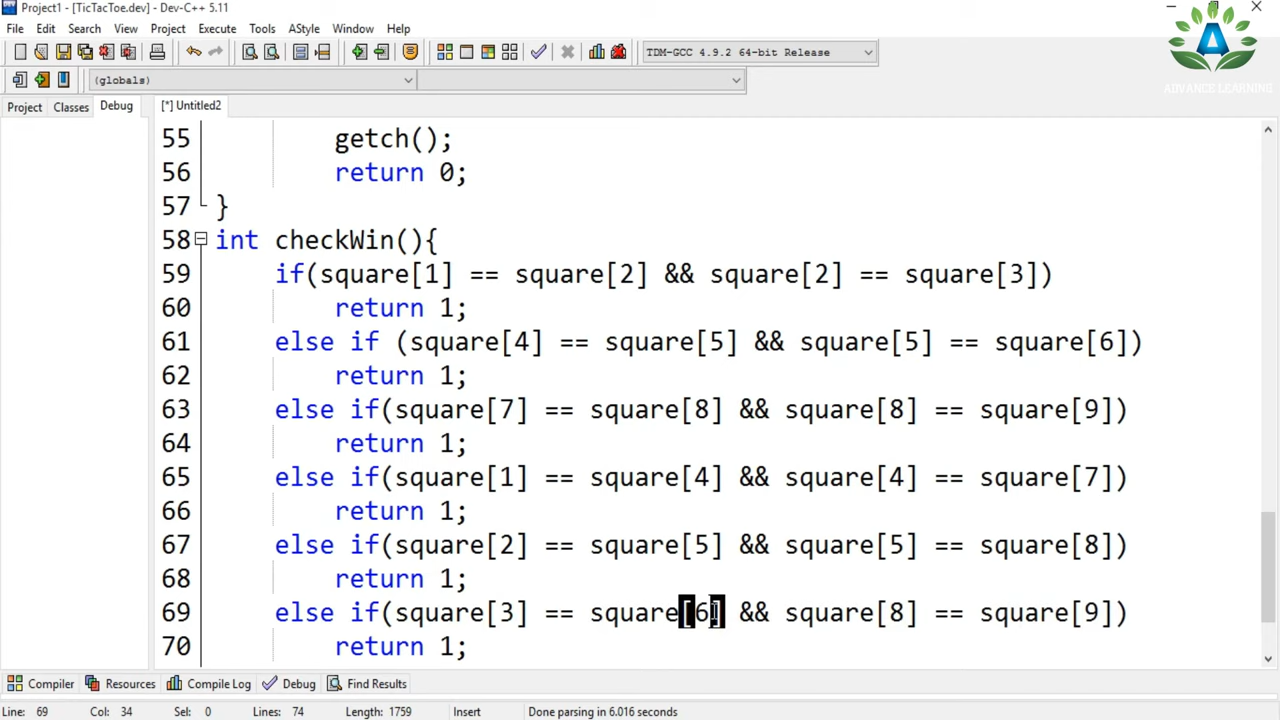 Project1 - [TicTacToe.dev] - Dev-C++ 5.11
File Edit Search View Project Execute Tools AStyle Window Help
TDM-GCC 4.9.2 64-bit Release
(globals)
ADVANCE LEARNING
Project Classes Debug [*] Untitled2
55 getch();
56 return 0;
57 }
58 int checkWin(){
59 if(square[1] == square[2] && square[2] == square[3])
60 return 1;
61 else if (square[4] == square[5] && square[5] == square[6])
62 return 1;
63 else if(square[7] == square[8] && square[8] == square[9])
64 return 1;
65 else if(square[1] == square[4] && square[4] == square[7])
66 return 1;
67 else if(square[2] == square[5] && square[5] == square[8])
68 return 1;
69 else if(square[3] == square[6] && square[8] == square[9])
70 return 1;
Compiler Resources Compile Log Debug Find Results
Line: 69 Col: 34 Sel: 0 Lines: 74 Length: 1759 Insert Done parsing in 6.016 seconds